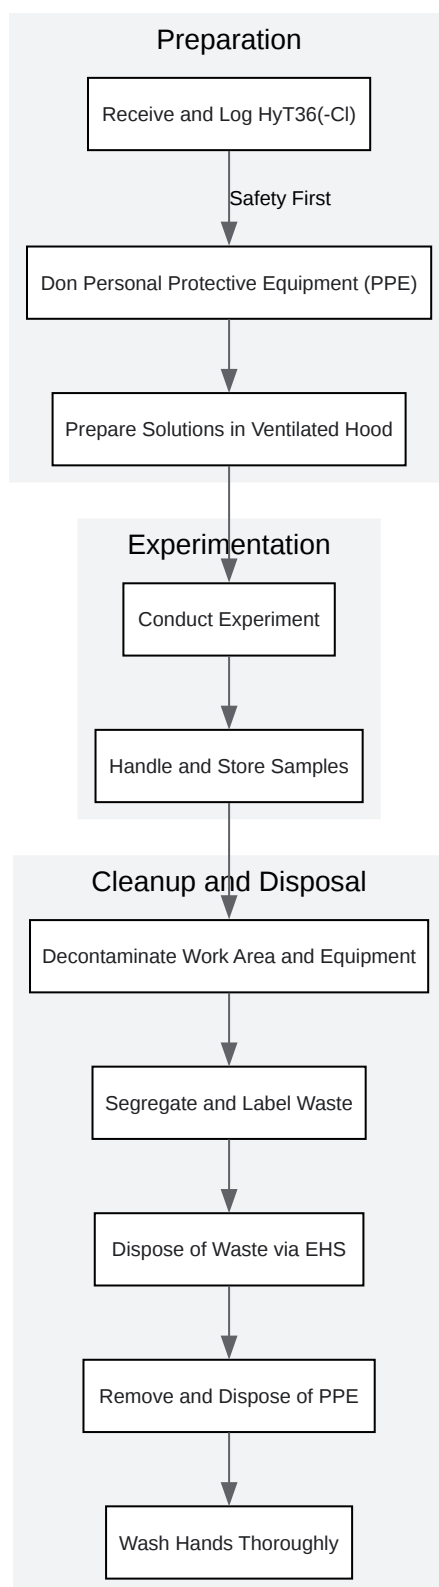 Preparation
Receive and Log HyT36(-Cl)
Safety First
Don Personal Protective Equipment (PPE)
Prepare Solutions in Ventilated Hood
Experimentation
Conduct Experiment
Handle and Store Samples
Cleanup and Disposal
Decontaminate Work Area and Equipment
Segregate and Label Waste
Dispose of Waste via EHS
Remove and Dispose of PPE
Wash Hands Thoroughly